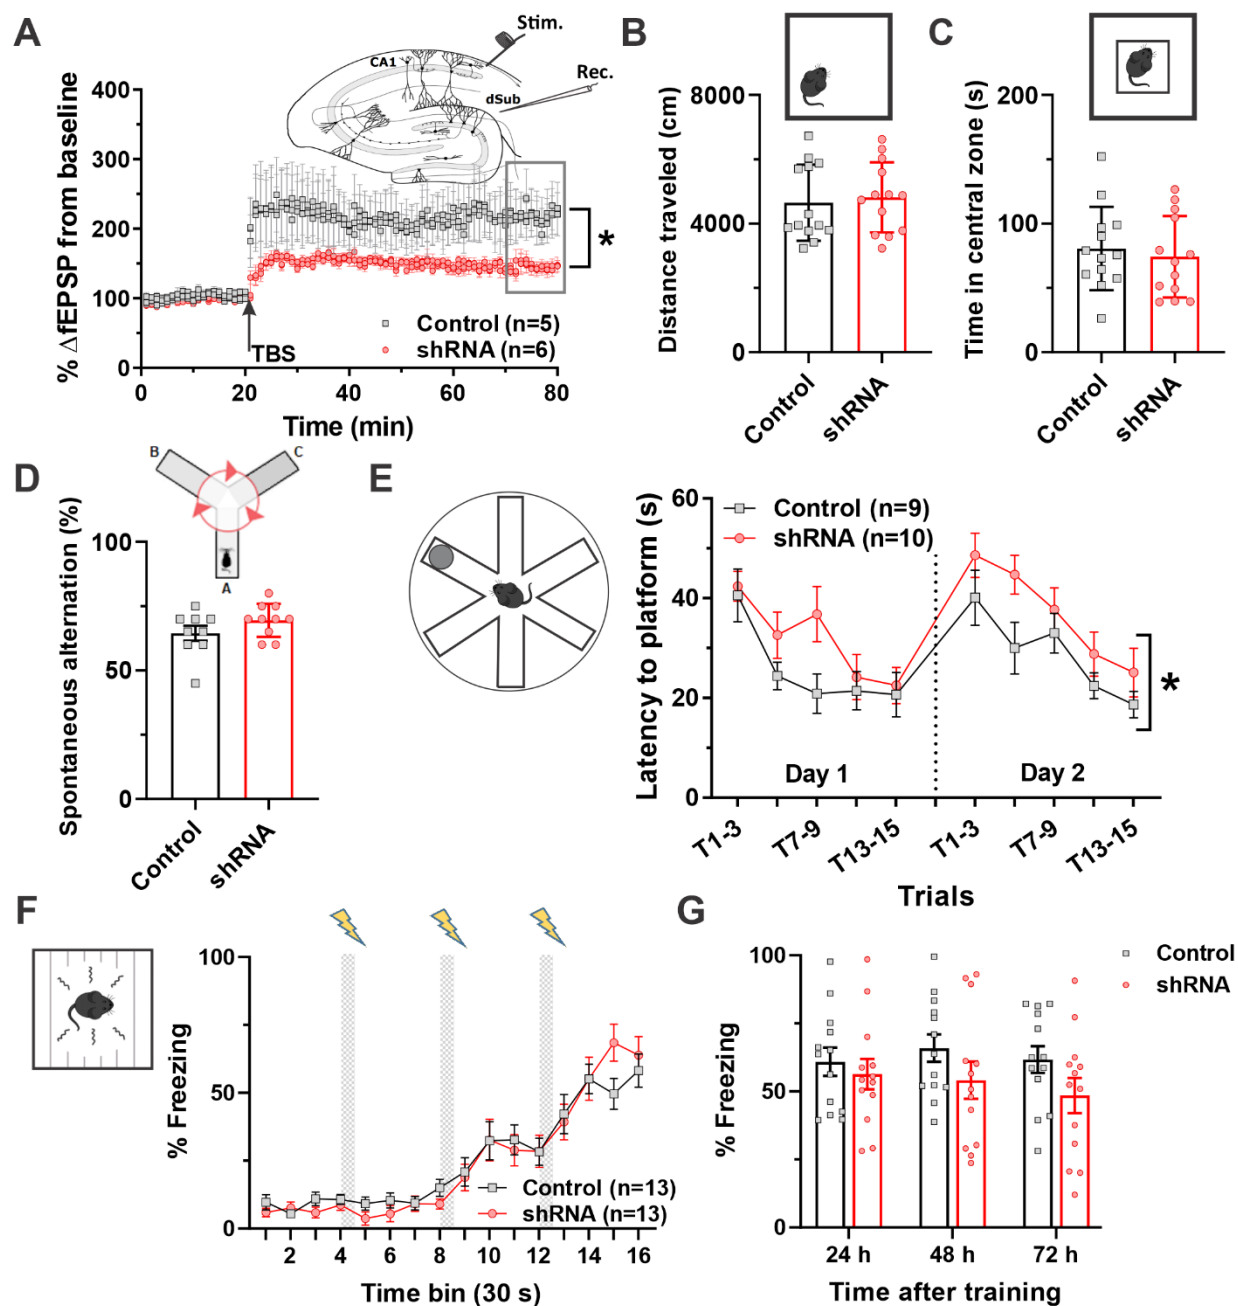 A
Stim.
CA1
Rec.
dSub
% ΔfEPSP from baseline
400
300
200
100
0
*
Control (n=5)
shRNA (n=6)
TBS
0 20 40 60 80
Time (min)
B
Distance traveled (cm)
8000
4000
0
Control
shRNA
C
Time in central zone (s)
200
100
0
Control
shRNA
D
B
C
A
Spontaneous alternation (%)
100
50
0
Control
shRNA
E
Latency to platform (s)
60
40
20
0
Control (n=9)
shRNA (n=10)
*
Day 1
Day 2
T1-3 T7-9 T13-15 T1-3 T7-9 T13-15
Trials
F
% Freezing
100
50
0
Control (n=13)
shRNA (n=13)
2 4 6 8 10 12 14 16
Time bin (30 s)
G
% Freezing
100
50
0
Control
shRNA
24 h 48 h 72 h
Time after training